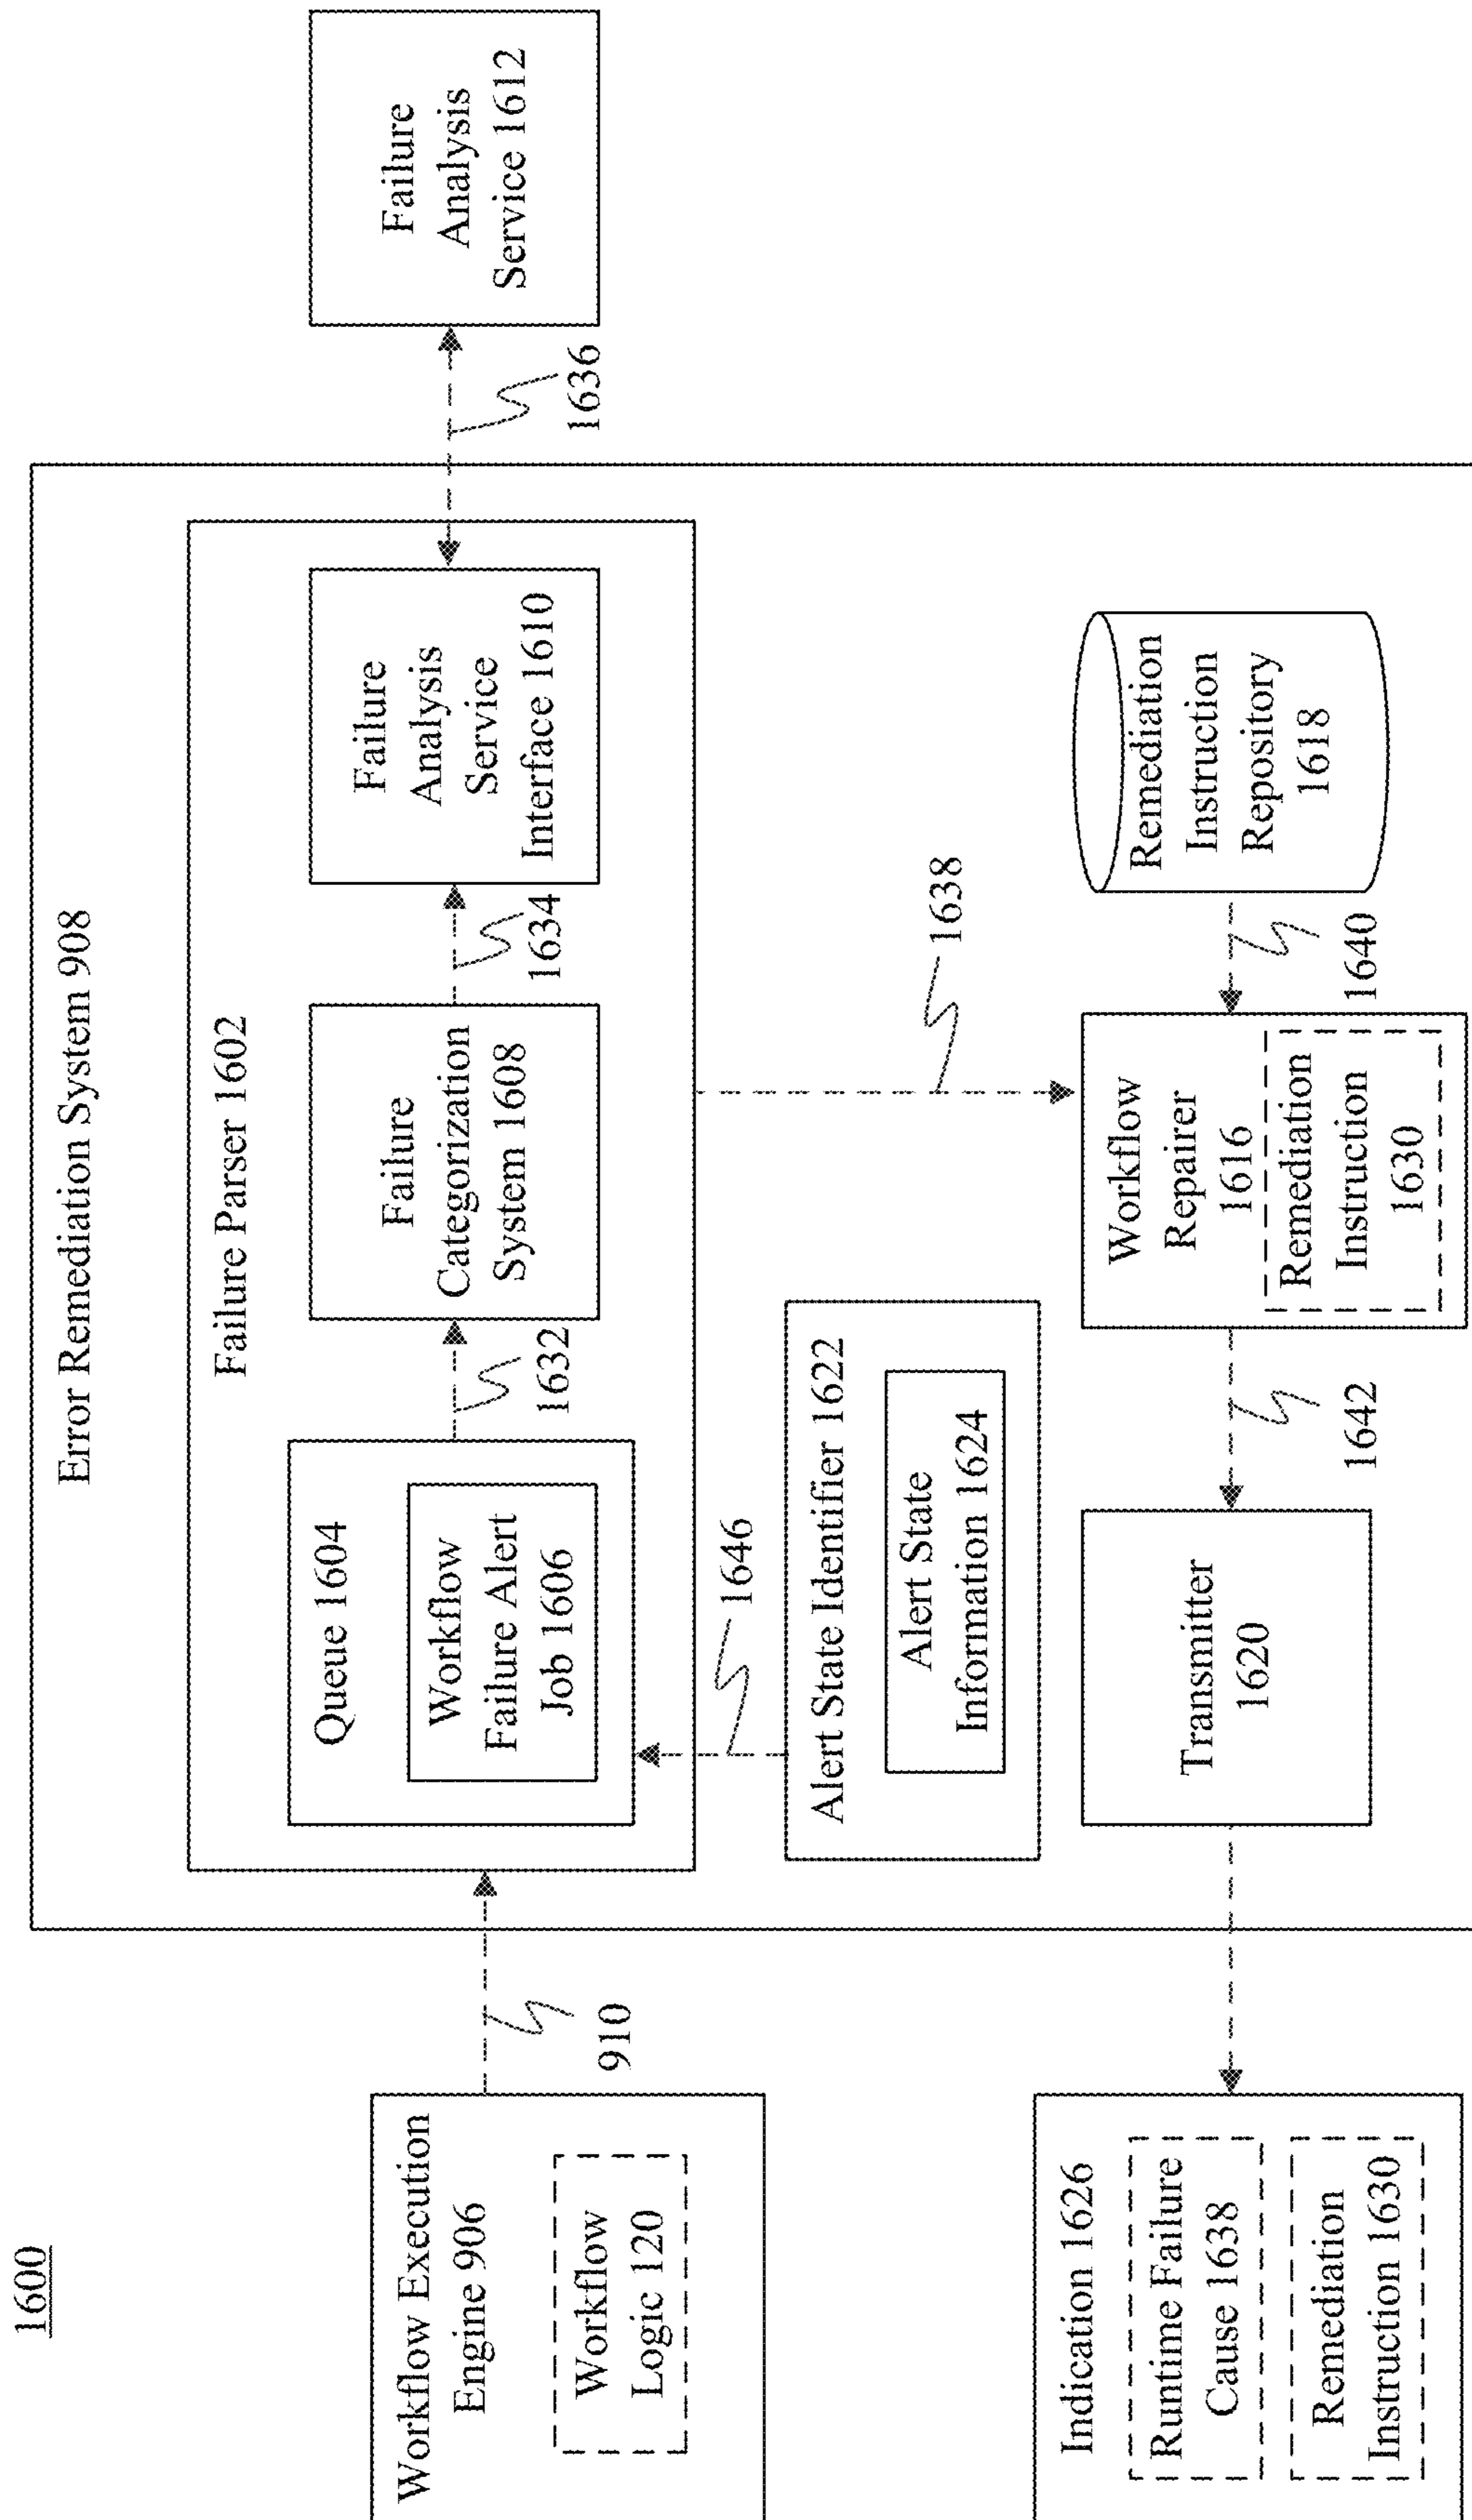 1600
Error Remediation System 908
Failure Parser 1602
Workflow Execution
Engine 906
Workflow
Logic 120
910
Queue 1604
Workflow
Failure Alert
Job 1606
1632
Failure
Categorization
System 1608
1634
Failure
Analysis
Service
Interface 1610
1636
Failure
Analysis
Service 1612
1646
Alert State Identifier 1622
Alert State
Information 1624
1638
Indication 1626
Runtime Failure
Cause 1638
Remediation
Instruction 1630
Transmitter
1620
1642
Workflow
Repairer
1616
Remediation
Instruction
1630
1640
Remediation
Instruction
Repository
1618